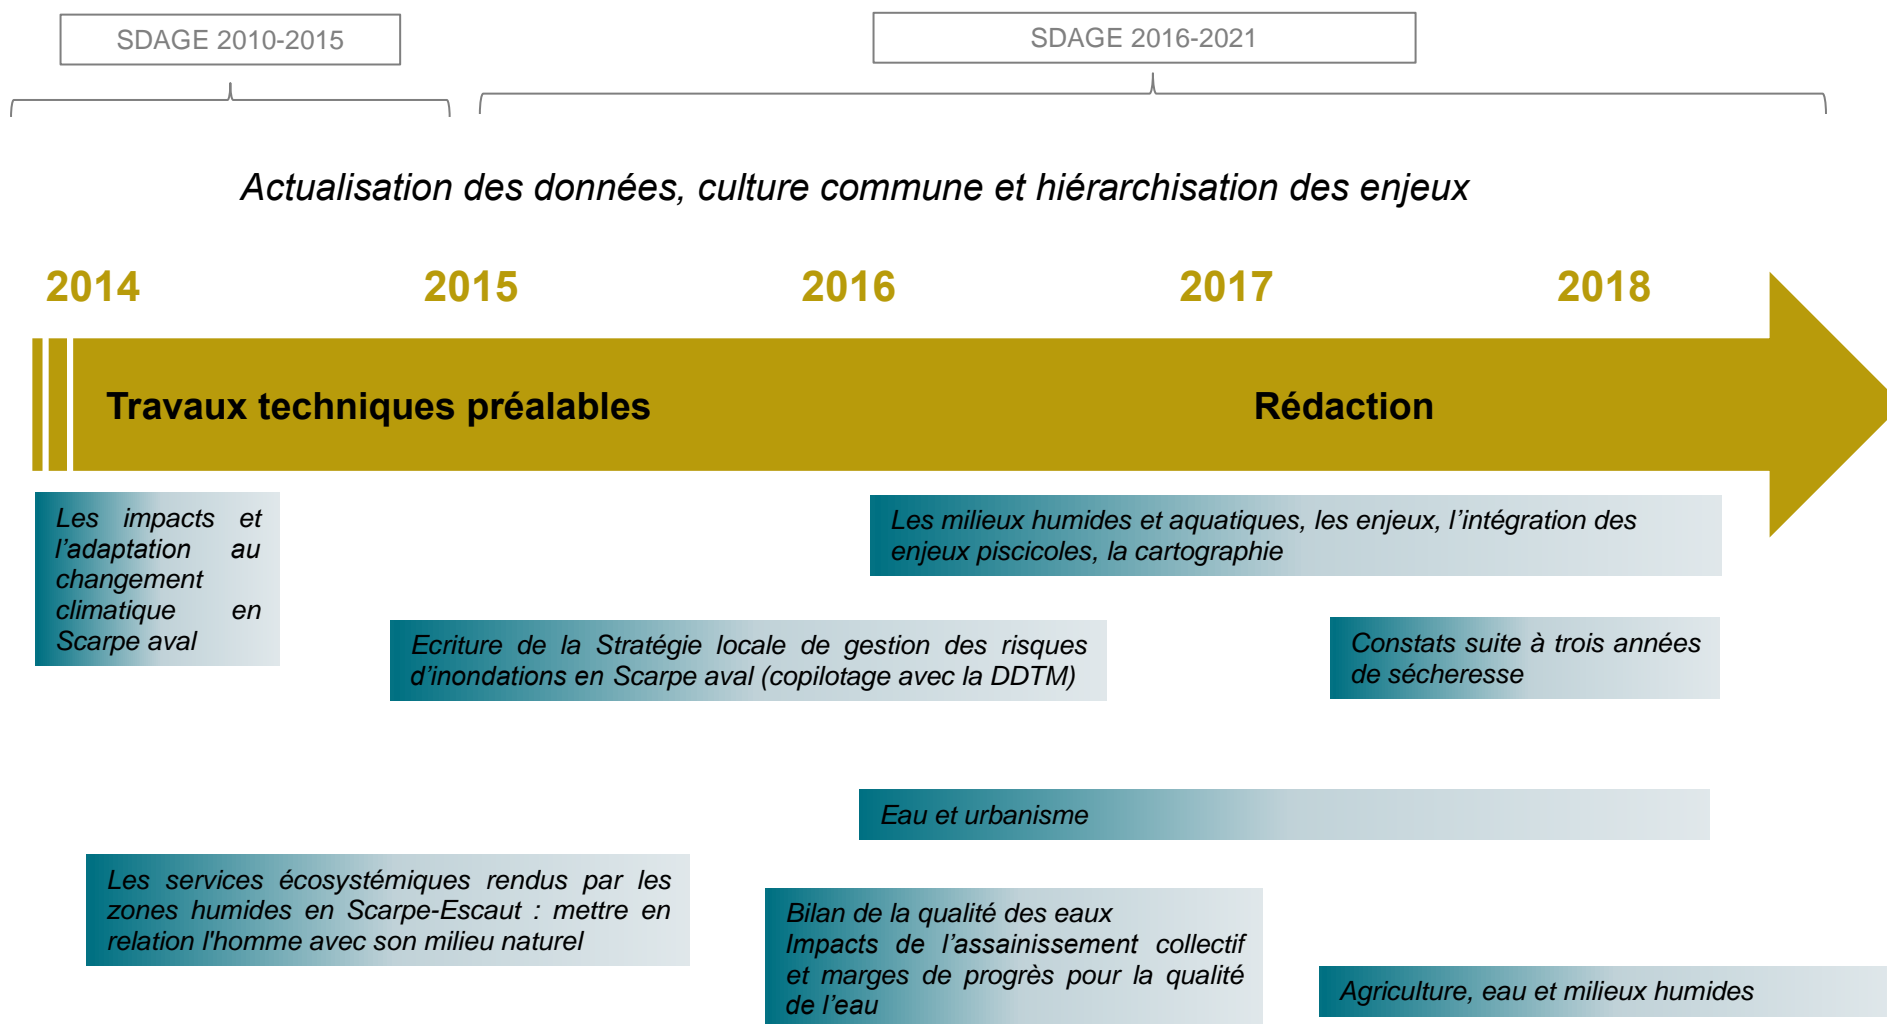 SDAGE 2010-2015
SDAGE 2016-2021
Actualisation des données, culture commune et hiérarchisation des enjeux
2014 2015 2016 2017 2018
Travaux techniques préalables
Rédaction
Les impacts et
l’adaptation au
changement
climatique en
Scarpe aval
Les milieux humides et aquatiques, les enjeux, l’intégration des
enjeux piscicoles, la cartographie
Ecriture de la Stratégie locale de gestion des risques
d’inondations en Scarpe aval (copilotage avec la DDTM)
Constats suite à trois années
de sécheresse
Eau et urbanisme
Les services écosystémiques rendus par les
zones humides en Scarpe-Escaut : mettre en
relation l'homme avec son milieu naturel
Bilan de la qualité des eaux
Impacts de l’assainissement collectif
et marges de progrès pour la qualité
de l’eau
Agriculture, eau et milieux humides